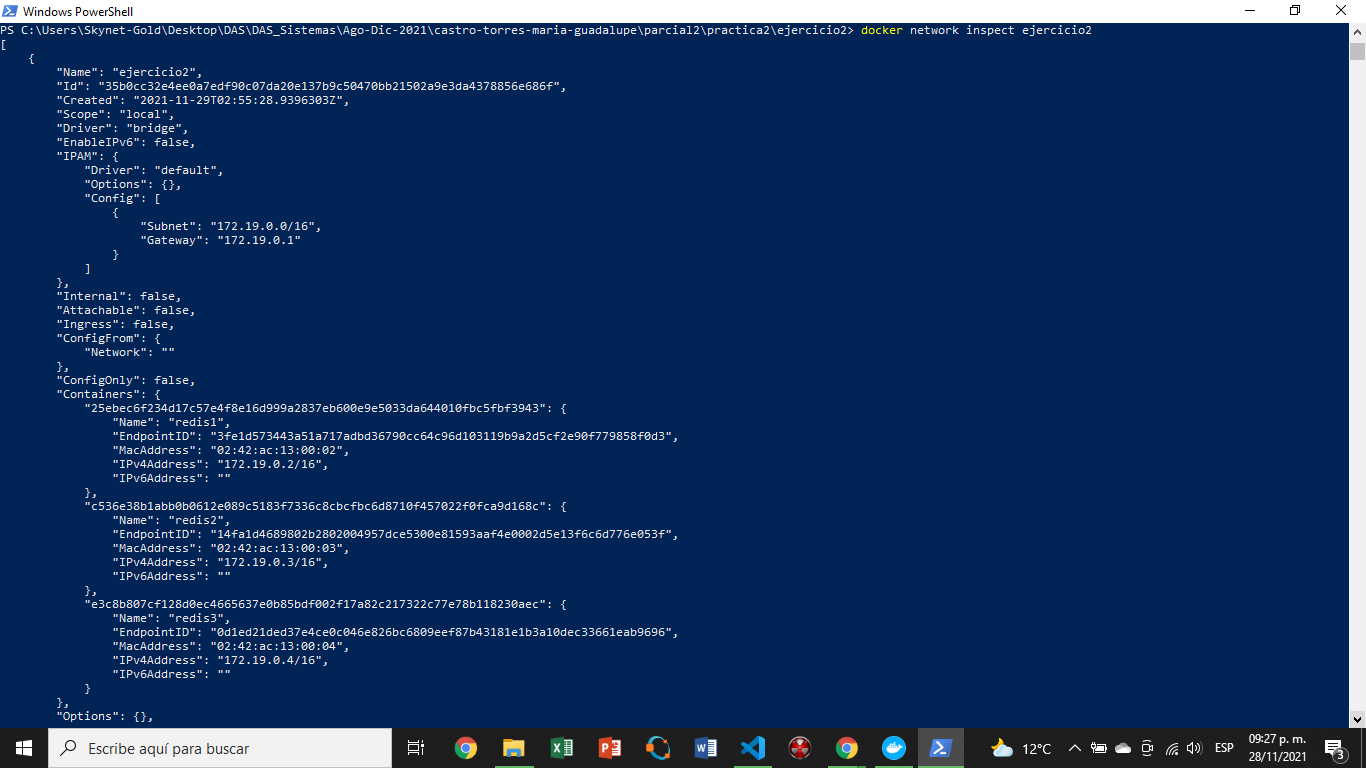 Windows PowerShell
PS C:\Users\Skynet-Gold\Desktop\DAS\DAS_Sistemas\Ago-Dic-2021\castro-torres-maria-guadalupe\parcial2\practica2\ejercicio2> docker network inspect ejercicio2
[
    {
        "Name": "ejercicio2",
        "Id": "35b0cc32e4ee0a7edf90c07da20e137b9c50470bb21502a9e3da4378856e686f",
        "Created": "2021-11-29T02:55:28.9396303Z",
        "Scope": "local",
        "Driver": "bridge",
        "EnableIPv6": false,
        "IPAM": {
            "Driver": "default",
            "Options": {},
            "Config": [
                {
                    "Subnet": "172.19.0.0/16",
                    "Gateway": "172.19.0.1"
                }
            ]
        },
        "Internal": false,
        "Attachable": false,
        "Ingress": false,
        "ConfigFrom": {
            "Network": ""
        },
        "ConfigOnly": false,
        "Containers": {
            "25ebec6f234d17c57e4f8e16d999a2837eb600e9e5033da644010fbc5fbf3943": {
                "Name": "redis1",
                "EndpointID": "3fe1d573443a51a717adbd36790cc64c96d103119b9a2d5cf2e90f779858f0d3",
                "MacAddress": "02:42:ac:13:00:02",
                "IPv4Address": "172.19.0.2/16",
                "IPv6Address": ""
            },
            "c536e38b1abb0b0612e089c5183f7336c8cbcfbc6d8710f457022f0fca9d168c": {
                "Name": "redis2",
                "EndpointID": "14fa1d4689802b2802004957dce5300e81593aaf4e0002d5e13f6c6d776e053f",
                "MacAddress": "02:42:ac:13:00:03",
                "IPv4Address": "172.19.0.3/16",
                "IPv6Address": ""
            },
            "e3c8b807cf128d0ec4665637e0b85bdf002f17a82c217322c77e78b118230aec": {
                "Name": "redis3",
                "EndpointID": "0d1ed21ded37e4ce0c046e826bc6809eef87b43181e1b3a10dec33661eab9696",
                "MacAddress": "02:42:ac:13:00:04",
                "IPv4Address": "172.19.0.4/16",
                "IPv6Address": ""
            }
        },
        "Options": {},
Escribe aquí para buscar
12°C
ESP
09:27 p. m.
28/11/2021
3